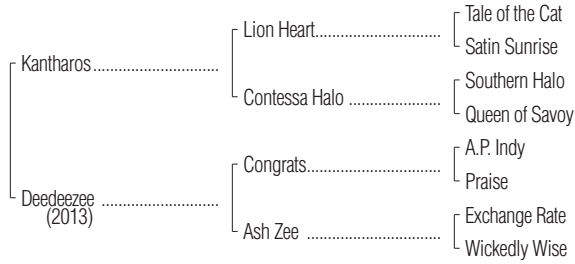 Tale of the Cat
Lion Heart
Satin Sunrise
Kantharos
Southern Halo
Contessa Halo
Queen of Savoy
A.P. Indy
Congrats
Praise
Deedeezee
(2013)
Exchange Rate
Ash Zee
Wickedly Wise